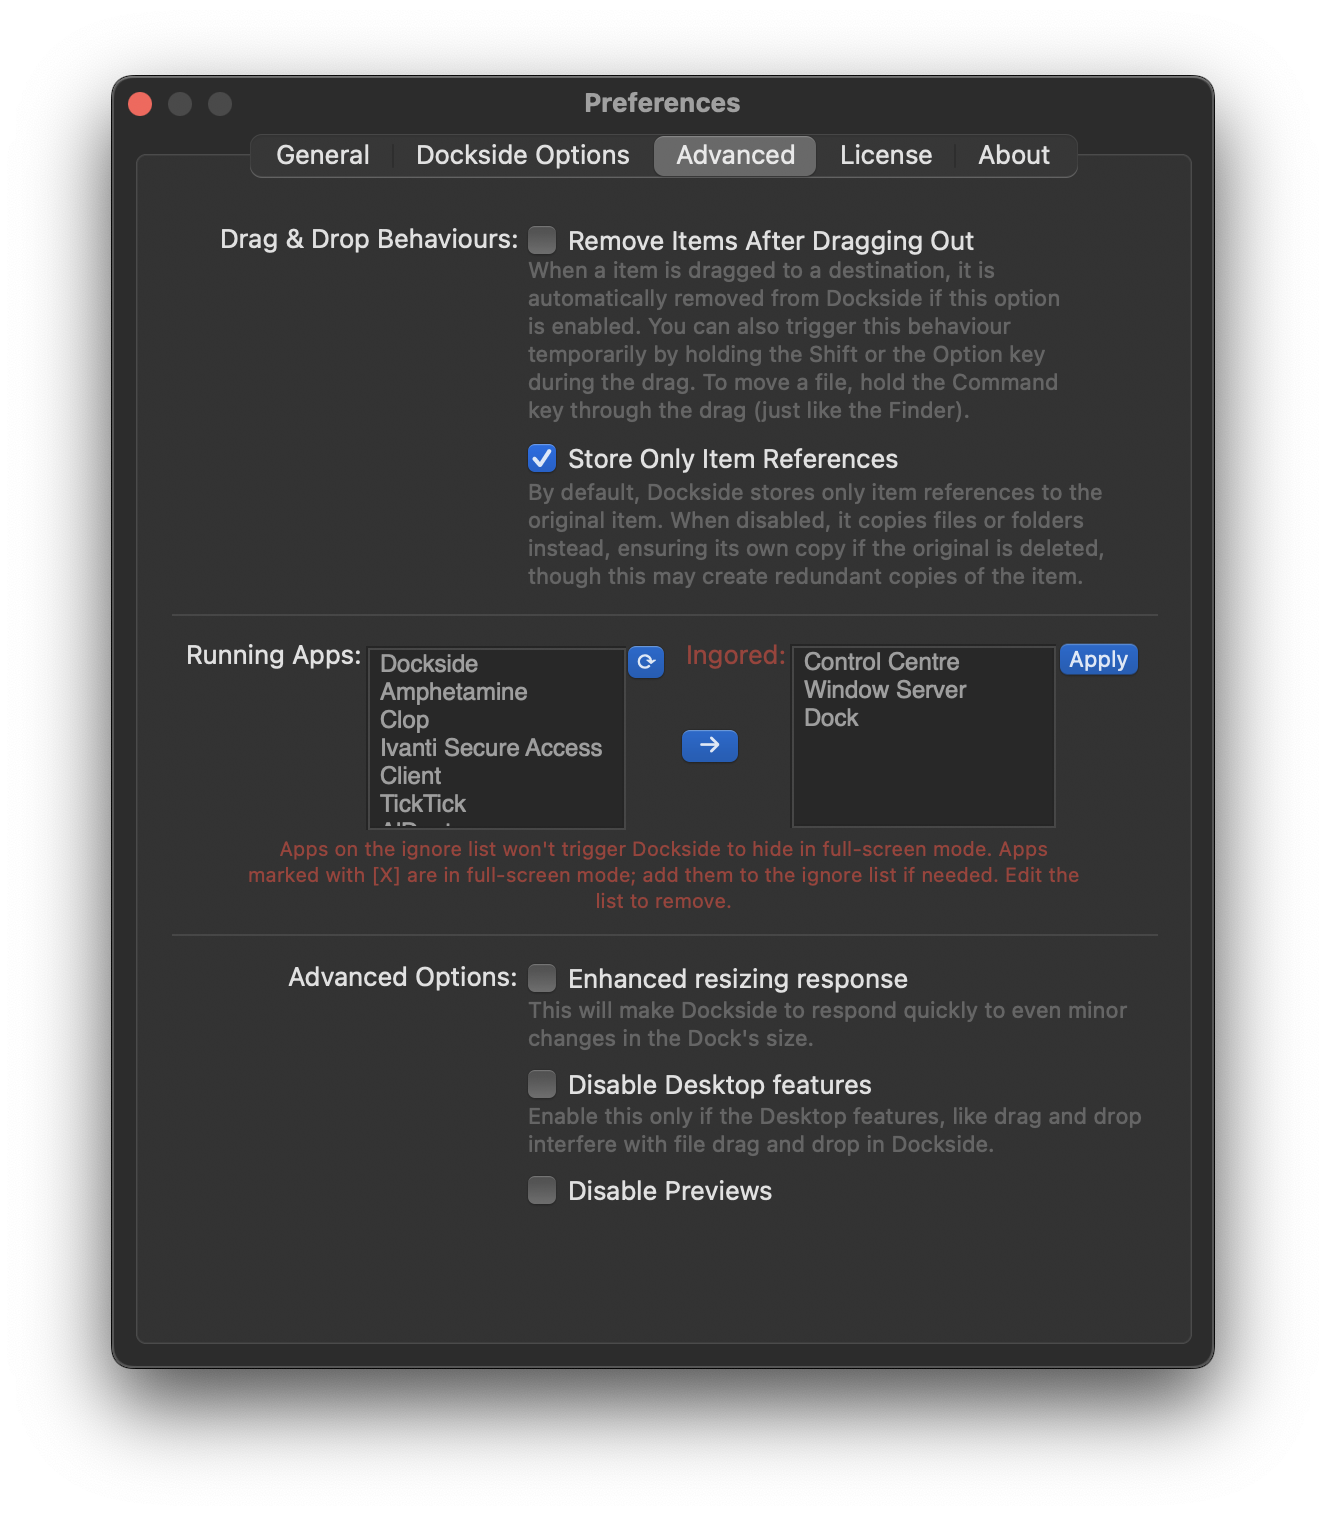 Preferences
General
Dockside Options
Advanced
License
About
Drag & Drop Behaviours:
Remove Items After Dragging Out
When a item is dragged to a destination, it is
automatically removed from Dockside if this option
is enabled. You can also trigger this behaviour
temporarily by holding the Shift or the Option key
during the drag. To move a file, hold the Command
key through the drag (just like the Finder).
Store Only Item References
By default, Dockside stores only item references to the
original item. When disabled, it copies files or folders
instead, ensuring its own copy if the original is deleted,
though this may create redundant copies of the item.
Running Apps:
Dockside
Amphetamine
Clop
Ivanti Secure Access
Client
TickTick
Ingored:
Control Centre
Window Server
Dock
Apply
Apps on the ignore list won't trigger Dockside to hide in full-screen mode. Apps
marked with [X] are in full-screen mode; add them to the ignore list if needed. Edit the
list to remove.
Advanced Options:
Enhanced resizing response
This will make Dockside to respond quickly to even minor
changes in the Dock's size.
Disable Desktop features
Enable this only if the Desktop features, like drag and drop
interfere with file drag and drop in Dockside.
Disable Previews